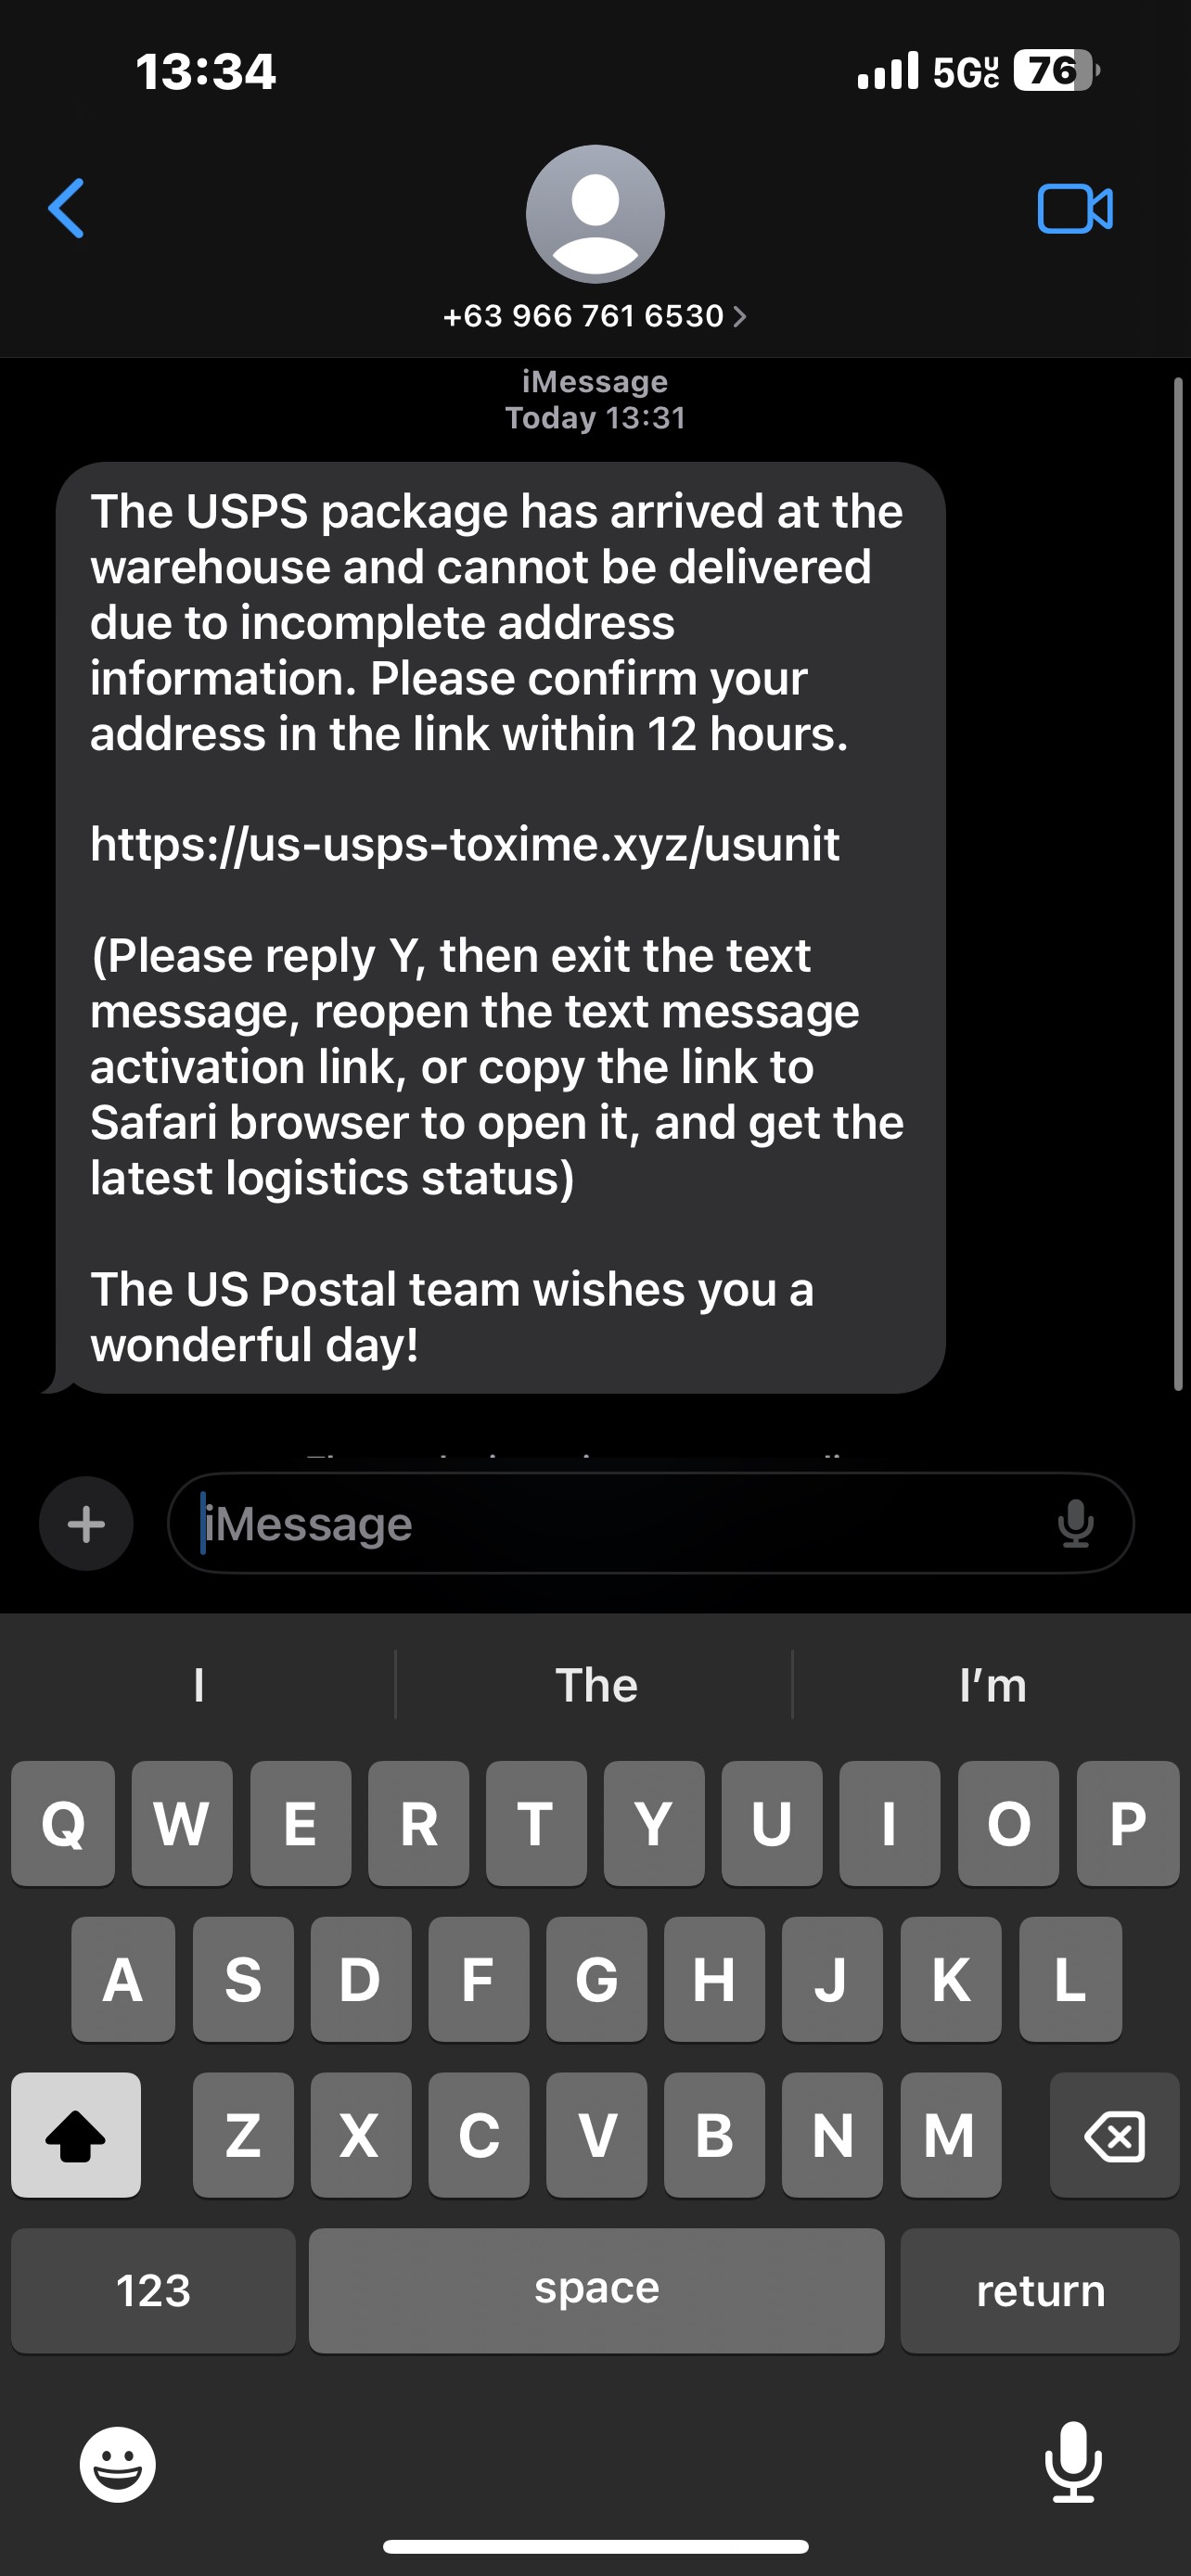 13:34
5GUC 76
+63 966 761 6530
iMessage
Today 13:31
The USPS package has arrived at the
warehouse and cannot be delivered
due to incomplete address
information. Please confirm your
address in the link within 12 hours.
https://us-usps-toxime.xyz/usunit
(Please reply Y, then exit the text
message, reopen the text message
activation link, or copy the link to
Safari browser to open it, and get the
latest logistics status)
The US Postal team wishes you a
wonderful day!
iMessage
I The I’m
Q W E R T Y U I O P
A S D F G H J K L
Z X C V B N M
123 space return